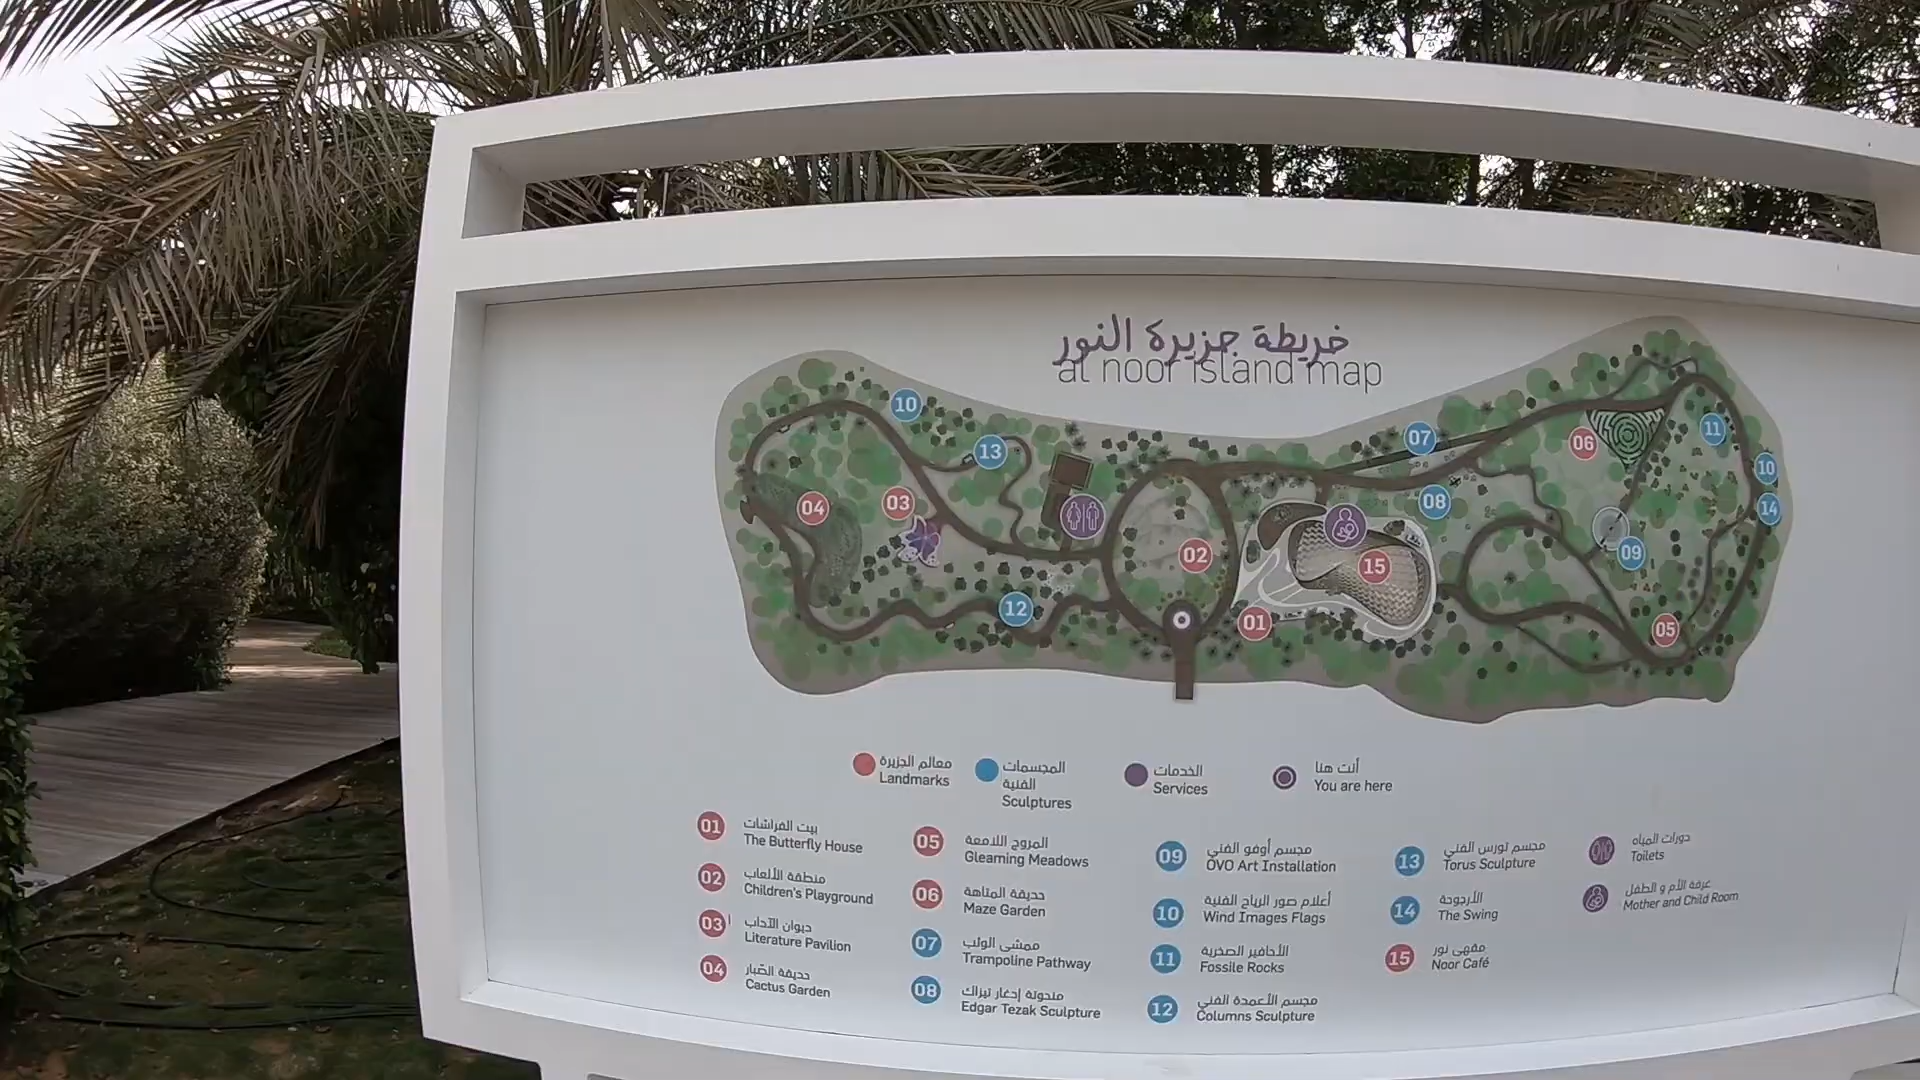 خريطة جزيرة النور
al noor island map
10
13
07
06
11
10
14
04
03
08
09
02
15
12
01
05
معالم الجزيرة
Landmarks
المجسمات
الفنية
Sculptures
الخدمات
Services
أنت هنا
You are here
01 بيت الفراشات
The Butterfly House
02 منطقة الألعاب
Children's Playground
03 ديوان الآداب
Literature Pavilion
04 حديقة الصّبار
Cactus Garden
05 المروج اللامعة
Gleaming Meadows
06 حديقة المتاهة
Maze Garden
07 ممشى الولب
Trampoline Pathway
08 منحوتة إدغار تيزاك
Edgar Tezak Sculpture
09 مجسم أوفو الفني
OVO Art Installation
10 أعلام صور الرياح الفنية
Wind Images Flags
11 الأحافير الصخرية
Fossile Rocks
12 مجسم الأعمدة الفني
Columns Sculpture
13 مجسم تورس الفني
Torus Sculpture
14 الأرجوحة
The Swing
15 مقهى نور
Noor Café
دورات المياه
Toilets
غرفة الأم و الطفل
Mother and Child Room